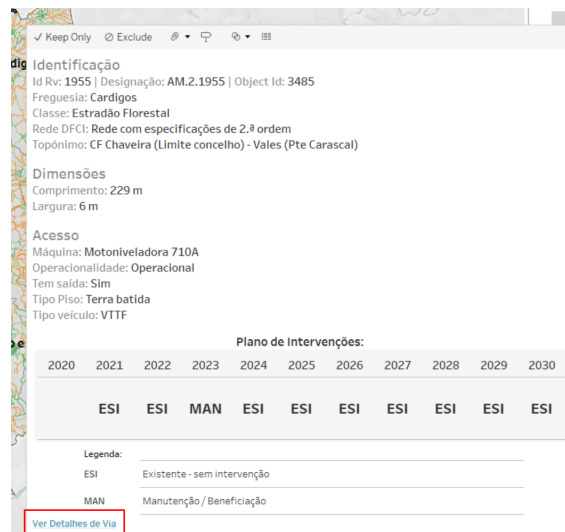 Keep Only Exclude
Identificação
Id Rv: 1955 | Designação: AM.2.1955 | Object Id: 3485
Freguesia: Cardigos
Classe: Estradão Florestal
Rede DFCI: Rede com especificações de 2.ª ordem
Topónimo: CF Chaveira (Limite concelho) - Vales (Pte Carascal)
Dimensões
Comprimento: 229 m
Largura: 6 m
Acesso
Máquina: Motoniveladora 710A
Operacionalidade: Operacional
Tem saída: Sim
Tipo Piso: Terra batida
Tipo veículo: VTTF
Plano de Intervenções:
2020 2021 2022 2023 2024 2025 2026 2027 2028 2029 2030
ESI ESI MAN ESI ESI ESI ESI ESI ESI ESI
Legenda:
ESI Existente - sem intervenção
MAN Manutenção / Beneficiação
Ver Detalhes de Via